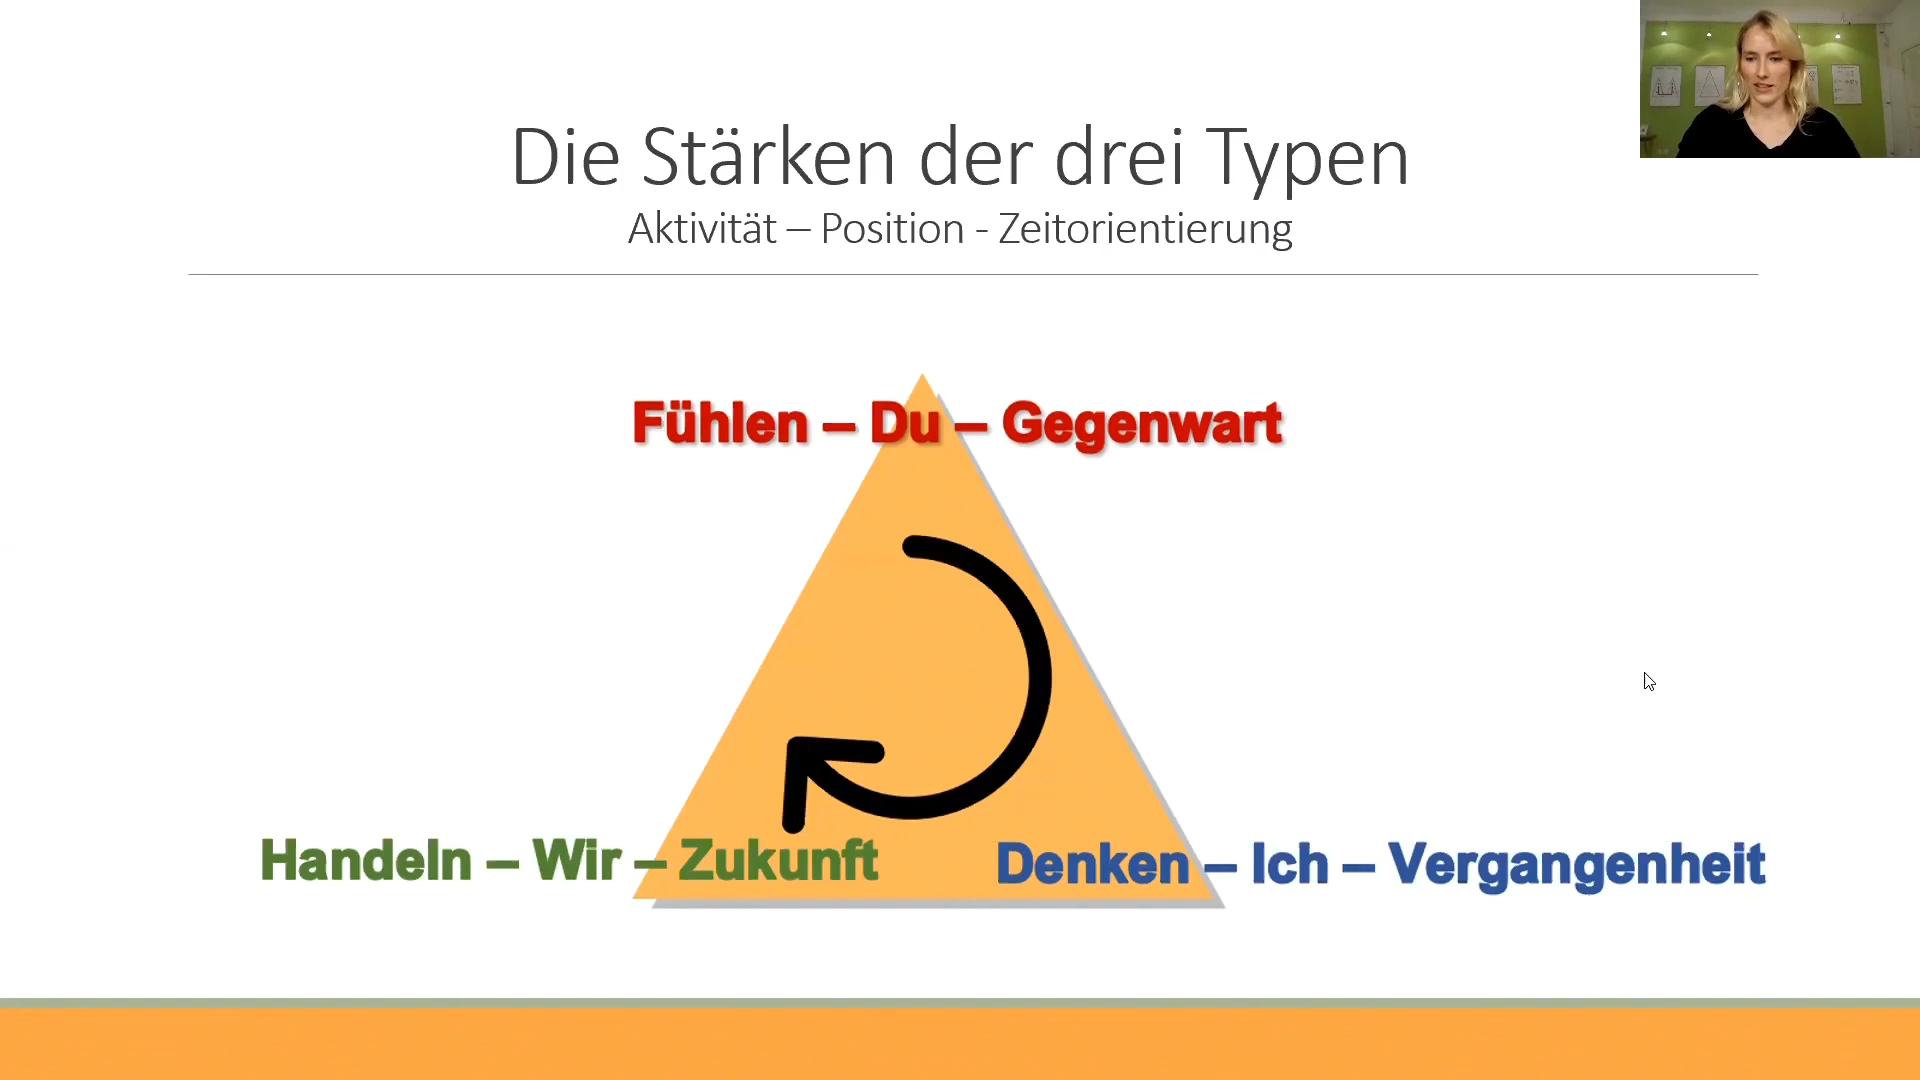 Die Stärken der drei Typen
Aktivität – Position - Zeitorientierung
Fühlen – Du – Gegenwart
Handeln – Wir – Zukunft
Denken – Ich – Vergangenheit